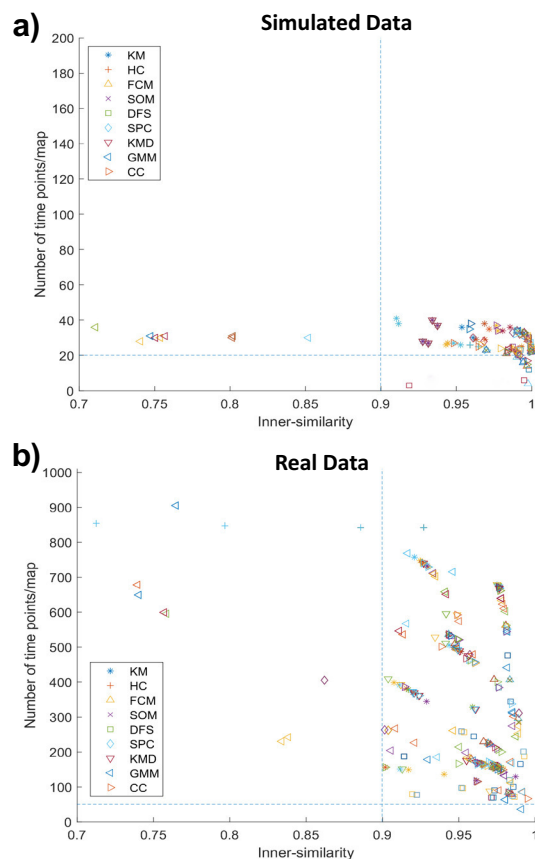 a)
Simulated Data
200
180
160
140
120
100
80
60
40
20
0
Number of time points/map
KM
HC
FCM
SOM
DFS
SPC
KMD
GMM
CC
0.7 0.75 0.8 0.85 0.9 0.95 1
Inner-similarity
b)
Real Data
1000
900
800
700
600
500
400
300
200
100
0
Number of time points/map
KM
HC
FCM
SOM
DFS
SPC
KMD
GMM
CC
0.7 0.75 0.8 0.85 0.9 0.95 1
Inner-similarity